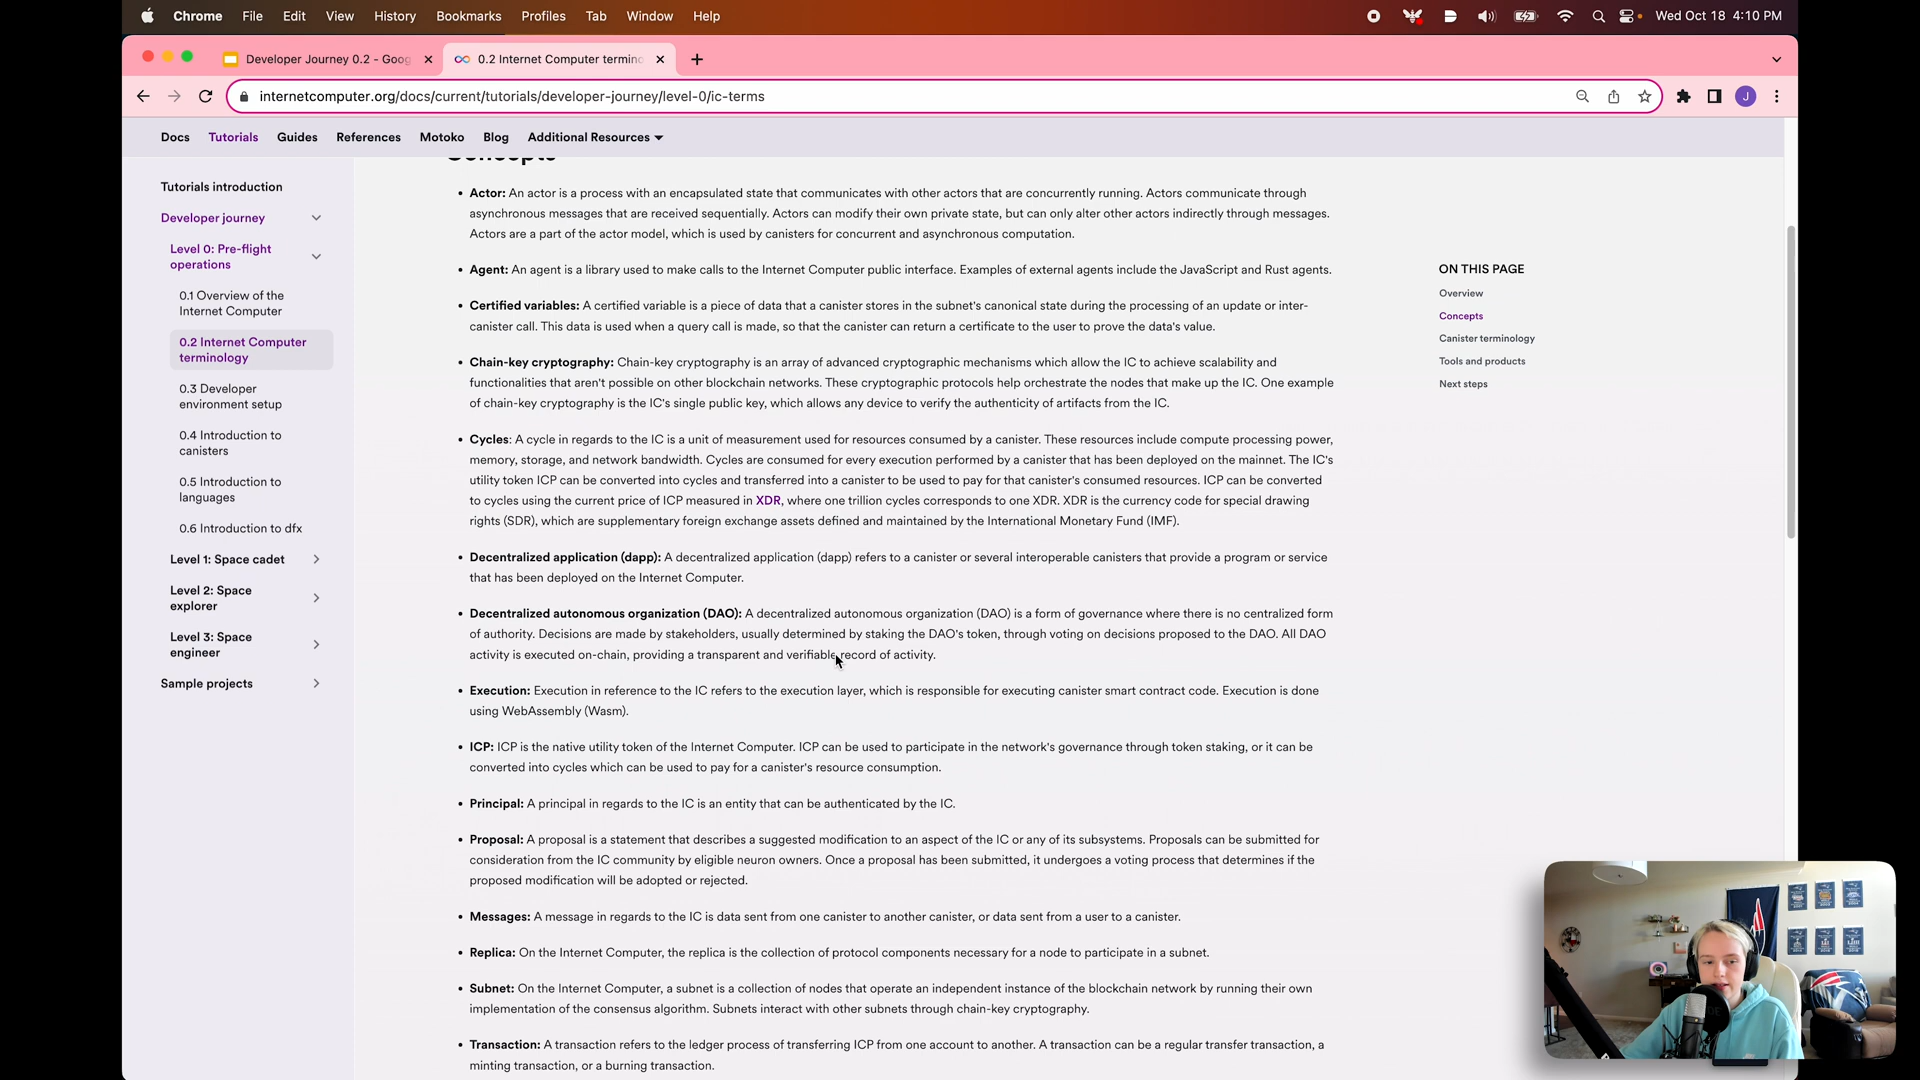 Chrome File Edit View History Bookmarks Profiles Tab Window Help Wed Oct 18 4:10 PM
Developer Journey 0.2 - Goog 0.2 Internet Computer termin
internetcomputer.org/docs/current/tutorials/developer-journey/level-0/ic-terms J
Docs Tutorials Guides References Motoko Blog Additional Resources
Tutorials introduction
Developer journey
Level 0: Pre-flight
operations
0.1 Overview of the
Internet Computer
0.2 Internet Computer
terminology
0.3 Developer
environment setup
0.4 Introduction to
canisters
0.5 Introduction to
languages
0.6 Introduction to dfx
Level 1: Space cadet
Level 2: Space
explorer
Level 3: Space
engineer
Sample projects
Concepts
• Actor: An actor is a process with an encapsulated state that communicates with other actors that are concurrently running. Actors communicate through
asynchronous messages that are received sequentially. Actors can modify their own private state, but can only alter other actors indirectly through messages.
Actors are a part of the actor model, which is used by canisters for concurrent and asynchronous computation.
• Agent: An agent is a library used to make calls to the Internet Computer public interface. Examples of external agents include the JavaScript and Rust agents.
• Certified variables: A certified variable is a piece of data that a canister stores in the subnet's canonical state during the processing of an update or inter-
canister call. This data is used when a query call is made, so that the canister can return a certificate to the user to prove the data's value.
• Chain-key cryptography: Chain-key cryptography is an array of advanced cryptographic mechanisms which allow the IC to achieve scalability and
functionalities that aren't possible on other blockchain networks. These cryptographic protocols help orchestrate the nodes that make up the IC. One example
of chain-key cryptography is the IC's single public key, which allows any device to verify the authenticity of artifacts from the IC.
• Cycles: A cycle in regards to the IC is a unit of measurement used for resources consumed by a canister. These resources include compute processing power,
memory, storage, and network bandwidth. Cycles are consumed for every execution performed by a canister that has been deployed on the mainnet. The IC's
utility token ICP can be converted into cycles and transferred into a canister to be used to pay for that canister's consumed resources. ICP can be converted
to cycles using the current price of ICP measured in XDR, where one trillion cycles corresponds to one XDR. XDR is the currency code for special drawing
rights (SDR), which are supplementary foreign exchange assets defined and maintained by the International Monetary Fund (IMF).
• Decentralized application (dapp): A decentralized application (dapp) refers to a canister or several interoperable canisters that provide a program or service
that has been deployed on the Internet Computer.
• Decentralized autonomous organization (DAO): A decentralized autonomous organization (DAO) is a form of governance where there is no centralized form
of authority. Decisions are made by stakeholders, usually determined by staking the DAO's token, through voting on decisions proposed to the DAO. All DAO
activity is executed on-chain, providing a transparent and verifiable record of activity.
• Execution: Execution in reference to the IC refers to the execution layer, which is responsible for executing canister smart contract code. Execution is done
using WebAssembly (Wasm).
• ICP: ICP is the native utility token of the Internet Computer. ICP can be used to participate in the network's governance through token staking, or it can be
converted into cycles which can be used to pay for a canister's resource consumption.
• Principal: A principal in regards to the IC is an entity that can be authenticated by the IC.
• Proposal: A proposal is a statement that describes a suggested modification to an aspect of the IC or any of its subsystems. Proposals can be submitted for
consideration from the IC community by eligible neuron owners. Once a proposal has been submitted, it undergoes a voting process that determines if the
proposed modification will be adopted or rejected.
• Messages: A message in regards to the IC is data sent from one canister to another canister, or data sent from a user to a canister.
• Replica: On the Internet Computer, the replica is the collection of protocol components necessary for a node to participate in a subnet.
• Subnet: On the Internet Computer, a subnet is a collection of nodes that operate an independent instance of the blockchain network by running their own
implementation of the consensus algorithm. Subnets interact with other subnets through chain-key cryptography.
• Transaction: A transaction refers to the ledger process of transferring ICP from one account to another. A transaction can be a regular transfer transaction, a
minting transaction, or a burning transaction.
ON THIS PAGE
Overview
Concepts
Canister terminology
Tools and products
Next steps